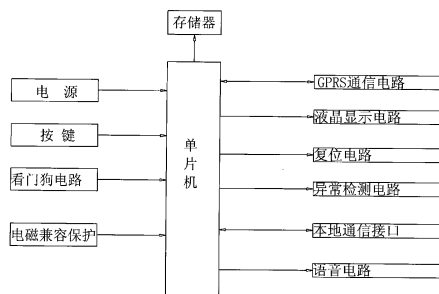 存储器
电 源
按 键
看门狗电路
电磁兼容保护
单
片
机
GPRS通信电路
液晶显示电路
复位电路
异常检测电路
本地通信接口
语音电路